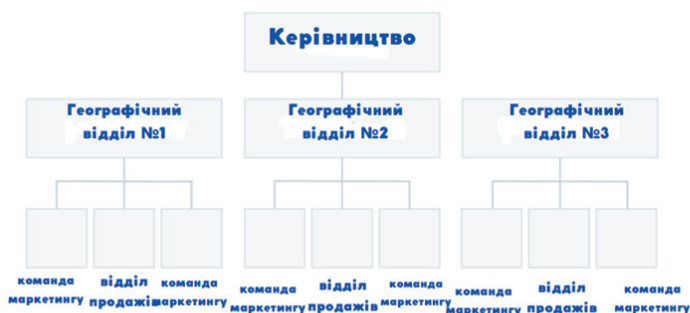 Керівництво
Географічний
відділ №1
Географічний
відділ №2
Географічний
відділ №3
команда
маркетингу
відділ
продажів
команда
маркетингу
команда
маркетингу
відділ
продажів
команда
маркетингу
команда
маркетингу
відділ
продажів
команда
маркетингу